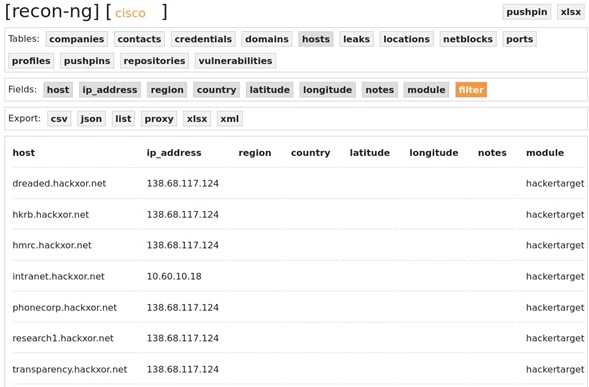 [recon-ng] [ cisco ] pushpin xlsx
Tables: companies contacts credentials domains hosts leaks locations netblocks ports
profiles pushpins repositories vulnerabilities
Fields: host ip_address region country latitude longitude notes module filter
Export: csv json list proxy xlsx xml
host ip_address region country latitude longitude notes module
dreaded.hackxor.net 138.68.117.124 hackertarget
hkrb.hackxor.net 138.68.117.124 hackertarget
hmrc.hackxor.net 138.68.117.124 hackertarget
intranet.hackxor.net 10.60.10.18 hackertarget
phonecorp.hackxor.net 138.68.117.124 hackertarget
research1.hackxor.net 138.68.117.124 hackertarget
transparency.hackxor.net 138.68.117.124 hackertarget